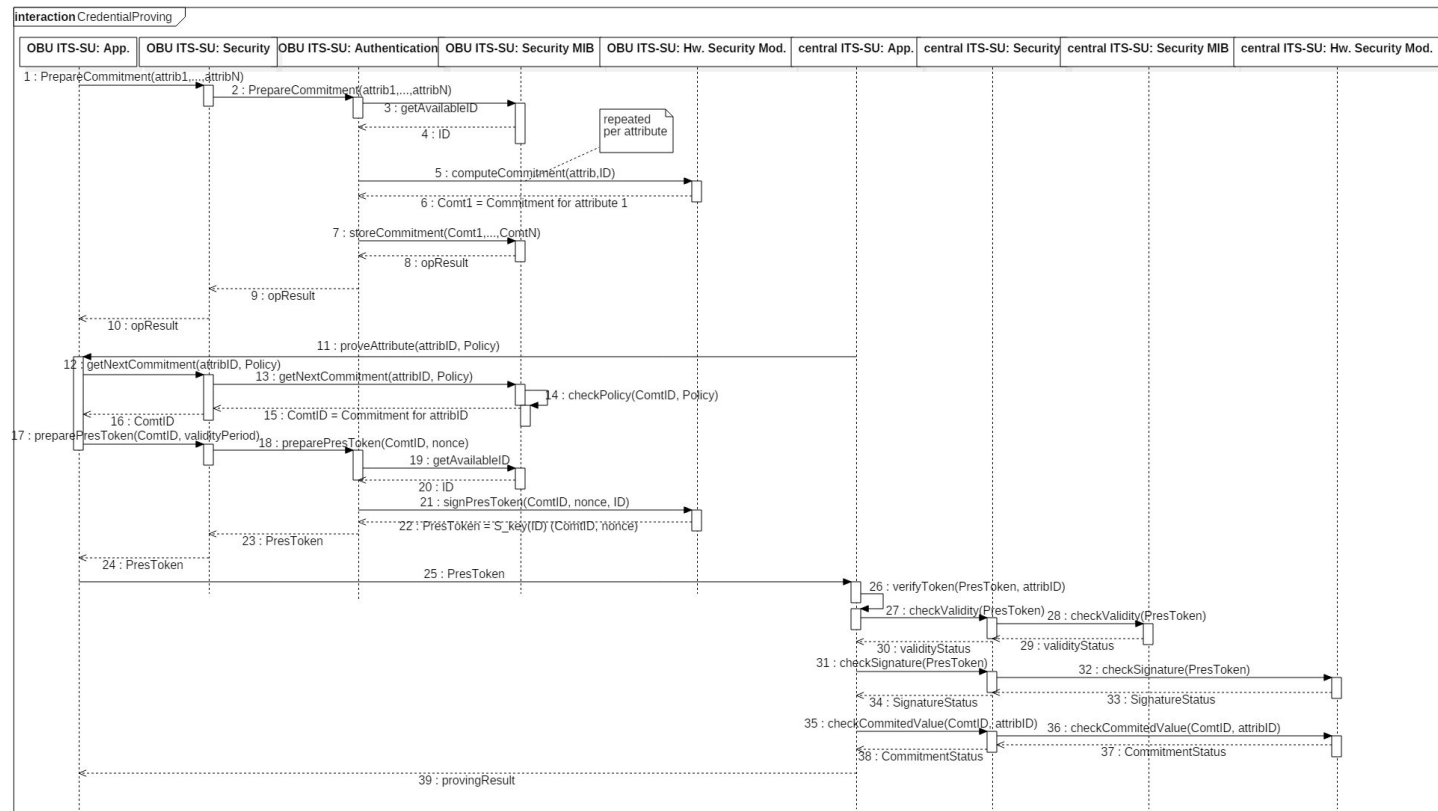 interaction CredentialProving
OBU ITS-SU: App.
OBU ITS-SU: Security
OBU ITS-SU: Authentication
OBU ITS-SU: Security MIB
OBU ITS-SU: Hw. Security Mod.
central ITS-SU: App.
central ITS-SU: Security
central ITS-SU: Security MIB
central ITS-SU: Hw. Security Mod.
1 : PrepareCommitment(attrib1,...,attribN)
2 : PrepareCommitment(attrib1,...,attribN)
3 : getAvailableID
4 : ID
repeated
per attribute
5 : computeCommitment(attrib,ID)
6 : Comt1 = Commitment for attribute 1
7 : storeCommitment(Comt1,...,ComtN)
8 : opResult
9 : opResult
10 : opResult
11 : proveAttribute(attribID, Policy)
12 : getNextCommitment(attribID, Policy)
13 : getNextCommitment(attribID, Policy)
14 : checkPolicy(ComtID, Policy)
15 : ComtID = Commitment for attribID
16 : ComtID
17 : preparePresToken(ComtID, validityPeriod)
18 : preparePresToken(ComtID, nonce)
19 : getAvailableID
20 : ID
21 : signPresToken(ComtID, nonce, ID)
22 : PresToken = S_key(ID) (ComtID, nonce)
23 : PresToken
24 : PresToken
25 : PresToken
26 : verifyToken(PresToken, attribID)
27 : checkValidity(PresToken)
28 : checkValidity(PresToken)
29 : validityStatus
30 : validityStatus
31 : checkSignature(PresToken)
32 : checkSignature(PresToken)
33 : SignatureStatus
34 : SignatureStatus
35 : checkCommitedValue(ComtID, attribID)
36 : checkCommitedValue(ComtID, attribID)
37 : CommitmentStatus
38 : CommitmentStatus
39 : provingResult